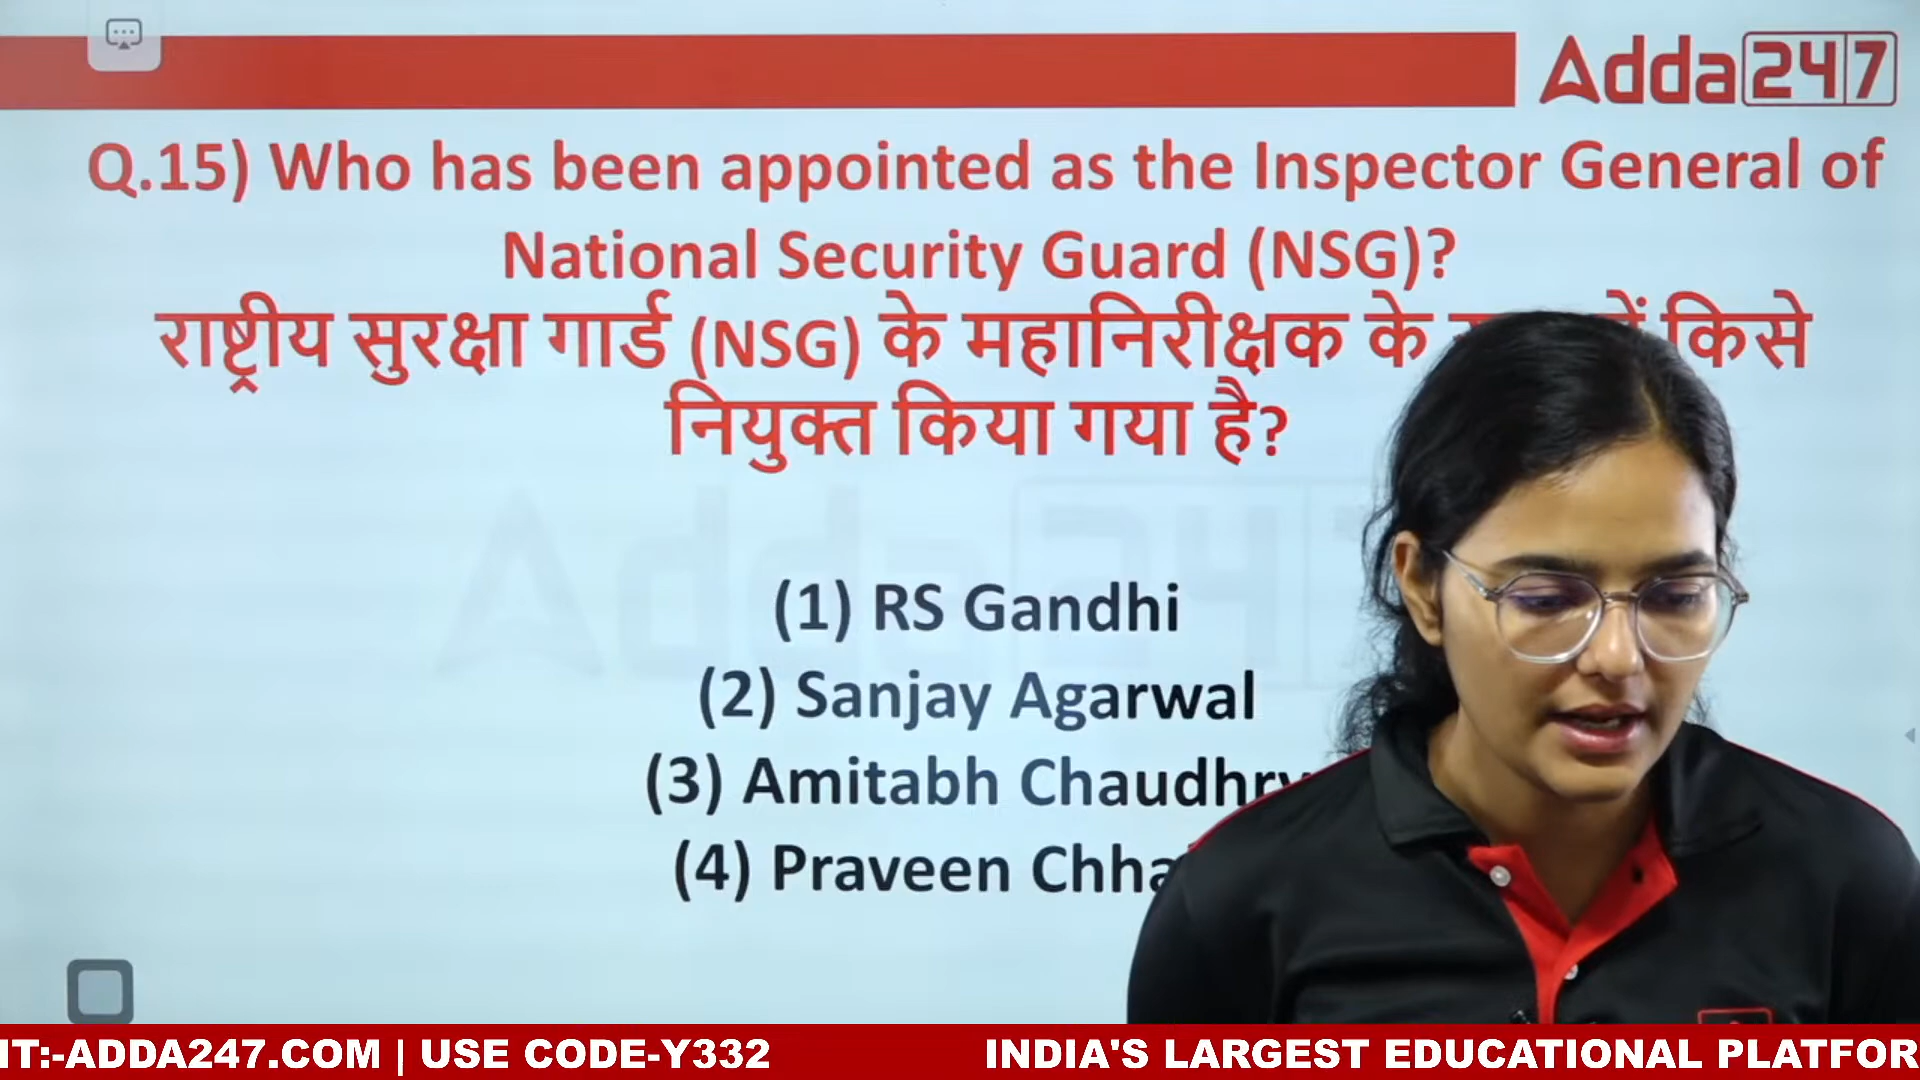 Adda247
Q.15) Who has been appointed as the Inspector General of
National Security Guard (NSG)?
राष्ट्रीय सुरक्षा गार्ड (NSG) के महानिरीक्षक के किसे
नियुक्त किया गया है?
(1) RS Gandhi
(2) Sanjay Agarwal
(3) Amitabh Chaudhry
(4) Praveen
IT:-ADDA247.COM | USE CODE-Y332 INDIA'S LARGEST EDUCATIONAL PLATFOR